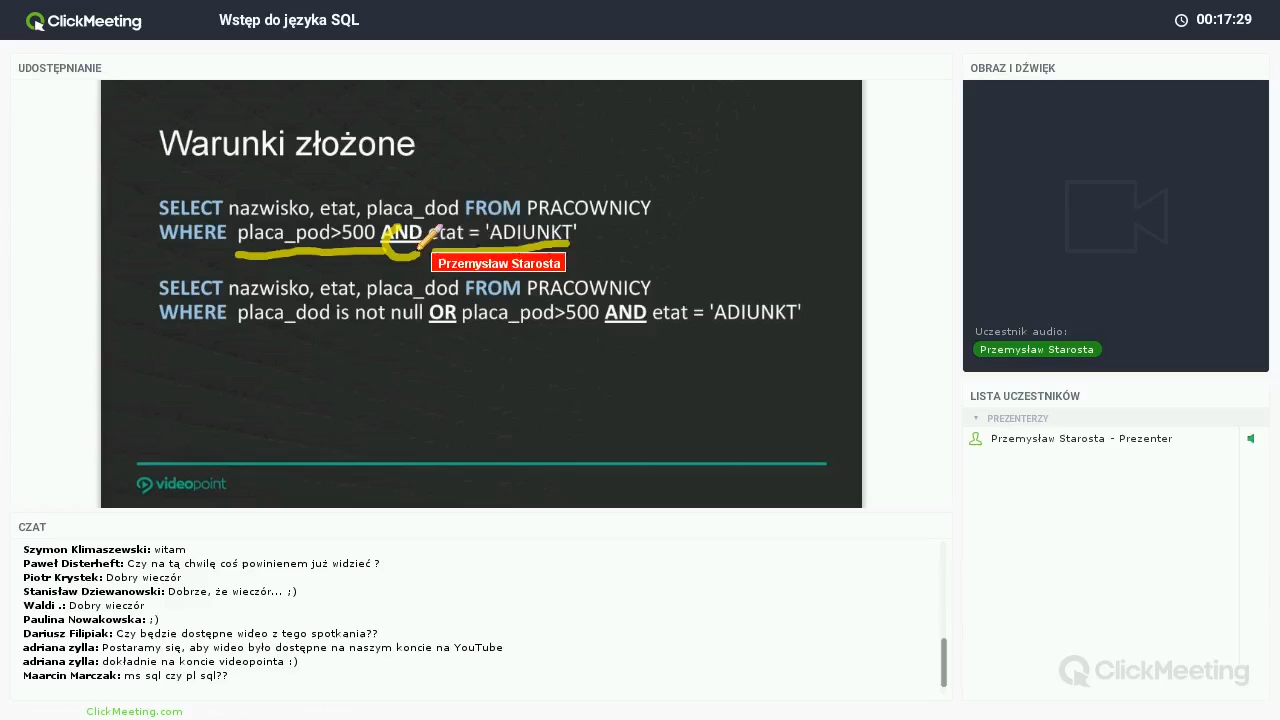 ClickMeeting
Wstęp do języka SQL
00:17:29
UDOSTĘPNIANIE
OBRAZ I DŹWIĘK
Warunki złożone
SELECT nazwisko, etat, placa_dod FROM PRACOWNICY
WHERE placa_pod>500 AND etat = 'ADIUNKT'
Przemysław Starosta
SELECT nazwisko, etat, placa_dod FROM PRACOWNICY
WHERE placa_dod is not null OR placa_pod>500 AND etat = 'ADIUNKT'
videopoint
Uczestnik audio:
Przemysław Starosta
LISTA UCZESTNIKÓW
PREZENTERZY
Przemysław Starosta - Prezenter
CZAT
Szymon Klimaszewski: witam
Paweł Disterheft: Czy na tą chwilę coś powinienem już widzieć ?
Piotr Krystek: Dobry wieczór
Stanisław Dziewanowski: Dobrze, że wieczór... ;)
Waldi .: Dobry wieczór
Paulina Nowakowska: ;)
Dariusz Filipiak: Czy będzie dostępne wideo z tego spotkania??
adriana zylla: Postaramy się, aby wideo było dostępne na naszym koncie na YouTube
adriana zylla: dokładnie na koncie videopointa :)
Maarcin Marczak: ms sql czy pl sql??
ClickMeeting
ClickMeeting.com